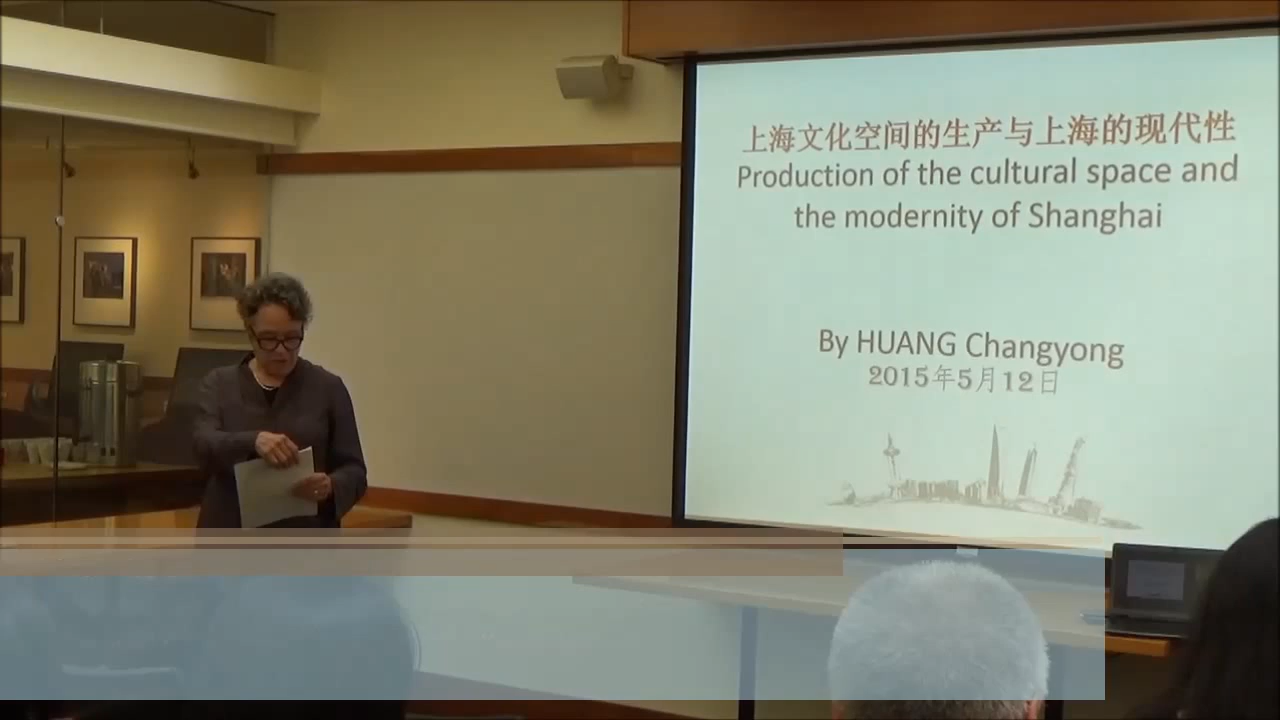 上海文化空间的生产与上海的现代性
Production of the cultural space and
the modernity of Shanghai
By HUANG Changyong
2015年5月12日